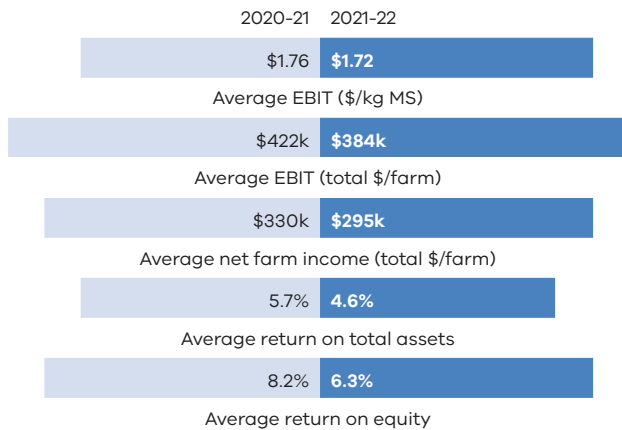 2020-21 2021-22
$1.76 $1.72
Average EBIT ($/kg MS)
$422k $384k
Average EBIT (total $/farm)
$330k $295k
Average net farm income (total $/farm)
5.7% 4.6%
Average return on total assets
8.2% 6.3%
Average return on equity